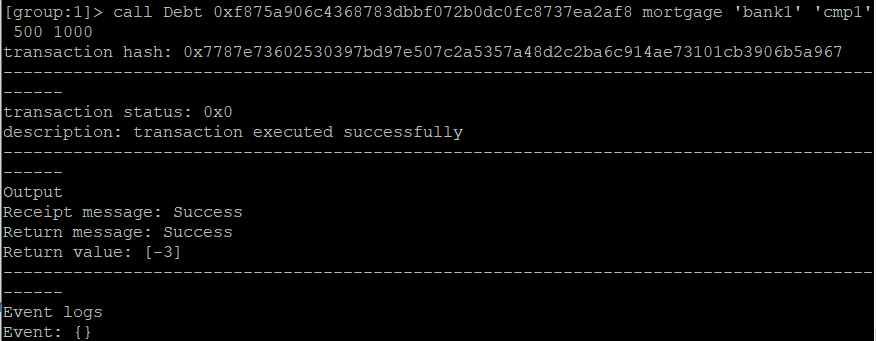 [group:1]> call Debt 0xf875a906c4368783dbbf072b0dc0fc8737ea2af8 mortgage 'bank1' 'cmp1'
 500 1000
transaction hash: 0x7787e73602530397bd97e507c2a5357a48d2c2ba6c914ae73101cb3906b5a967
---------------------------------------------------------------------------------------
------
transaction status: 0x0
description: transaction executed successfully
---------------------------------------------------------------------------------------
------
Output
Receipt message: Success
Return message: Success
Return value: [-3]
---------------------------------------------------------------------------------------
------
Event logs
Event: {}